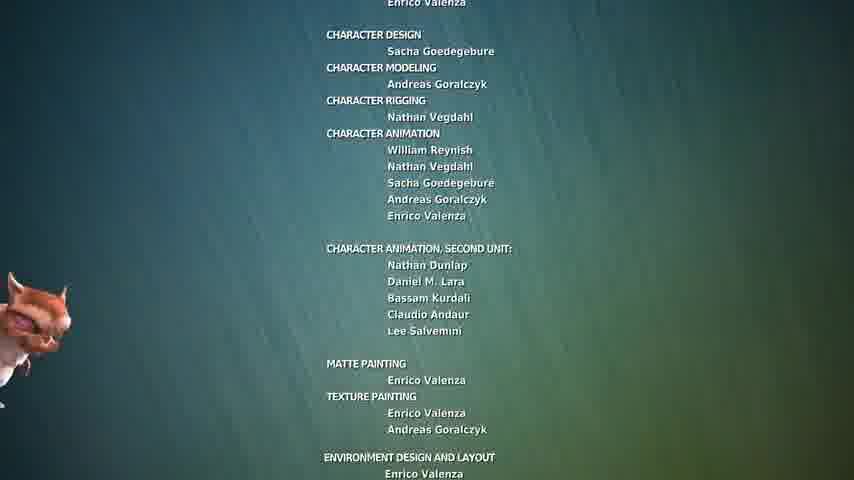 Enrico Valenza
CHARACTER DESIGN
Sacha Goedegebure
CHARACTER MODELING
Andreas Goralczyk
CHARACTER RIGGING
Nathan Vegdahl
CHARACTER ANIMATION
William Reynish
Nathan Vegdahl
Sacha Goedegebure
Andreas Goralczyk
Enrico Valenza
CHARACTER ANIMATION, SECOND UNIT:
Nathan Dunlap
Daniel M. Lara
Bassam Kurdali
Claudio Andaur
Lee Salvemini
MATTE PAINTING
Enrico Valenza
TEXTURE PAINTING
Enrico Valenza
Andreas Goralczyk
ENVIRONMENT DESIGN AND LAYOUT
Enrico Valenza